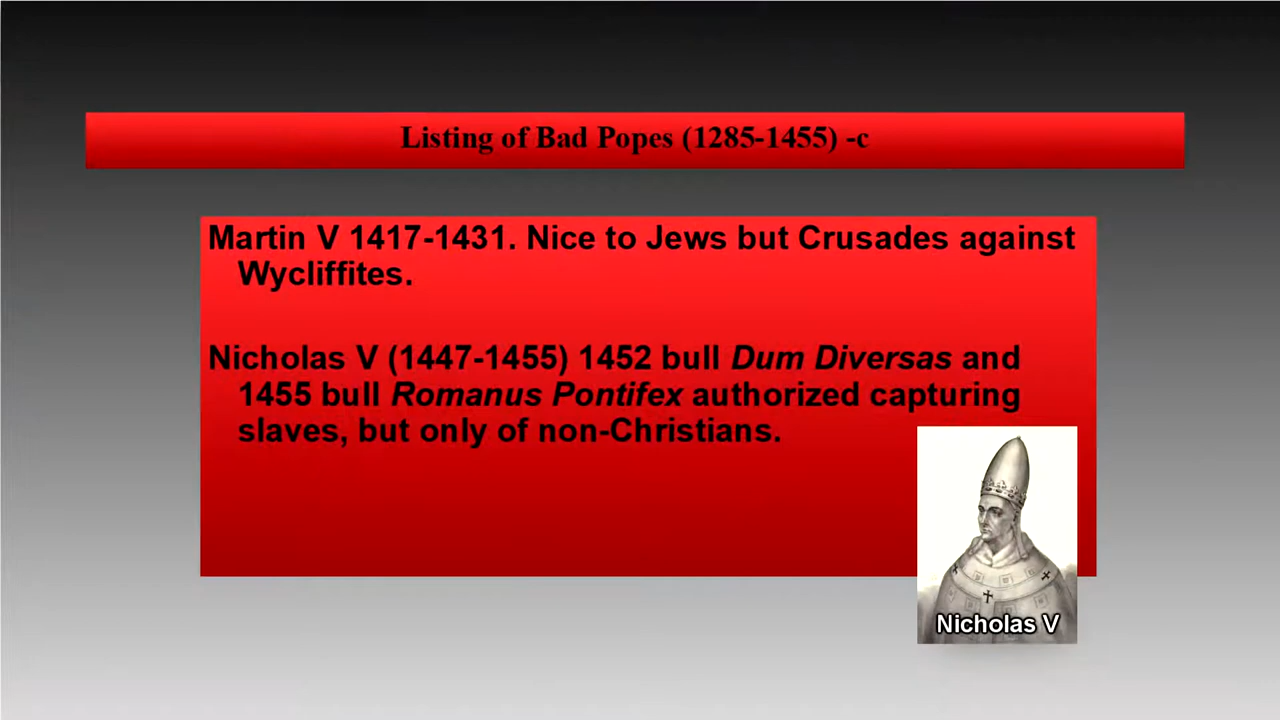 Listing of Bad Popes (1285-1455) -c
Martin V 1417-1431. Nice to Jews but Crusades against
Wycliffites.
Nicholas V (1447-1455) 1452 bull Dum Diversas and
1455 bull Romanus Pontifex authorized capturing
slaves, but only of non-Christians.
Nicholas V